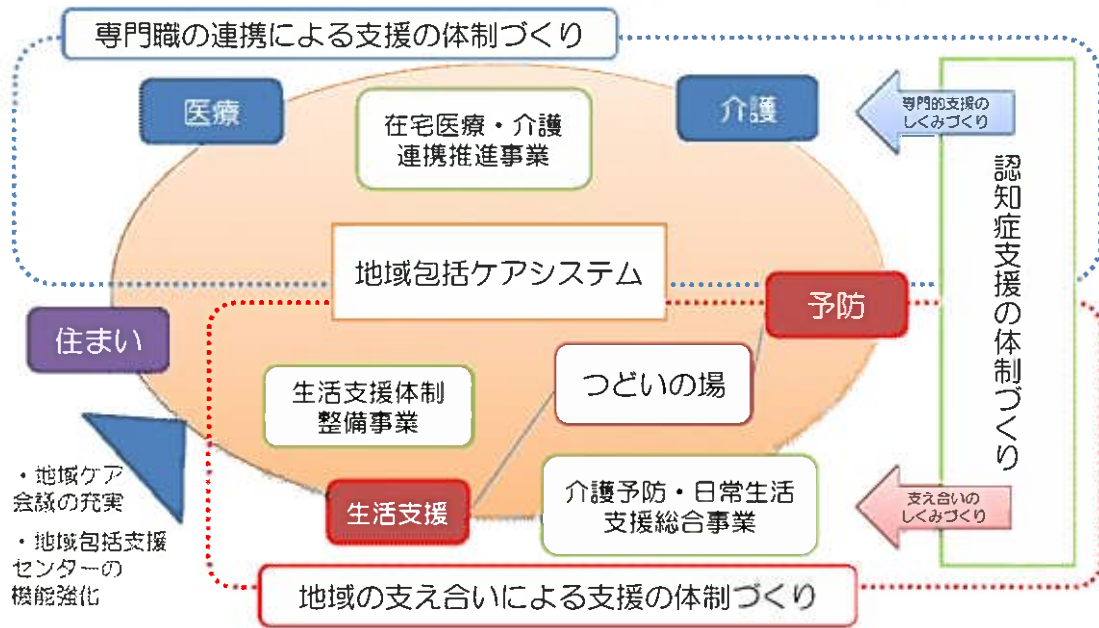 専門職の連携による支援の体制づくり
医療
在宅医療・介護
連携推進事業
介護
専門的支援の
しくみづくり
認知症支援の体制づくり
地域包括ケアシステム
予防
住まい
つどいの場
生活支援体制
整備事業
・地域ケア
会議の充実
・地域包括支援
センターの
機能強化
生活支援
介護予防・日常生活
支援総合事業
支え合いの
しくみづくり
地域の支え合いによる支援の体制づくり